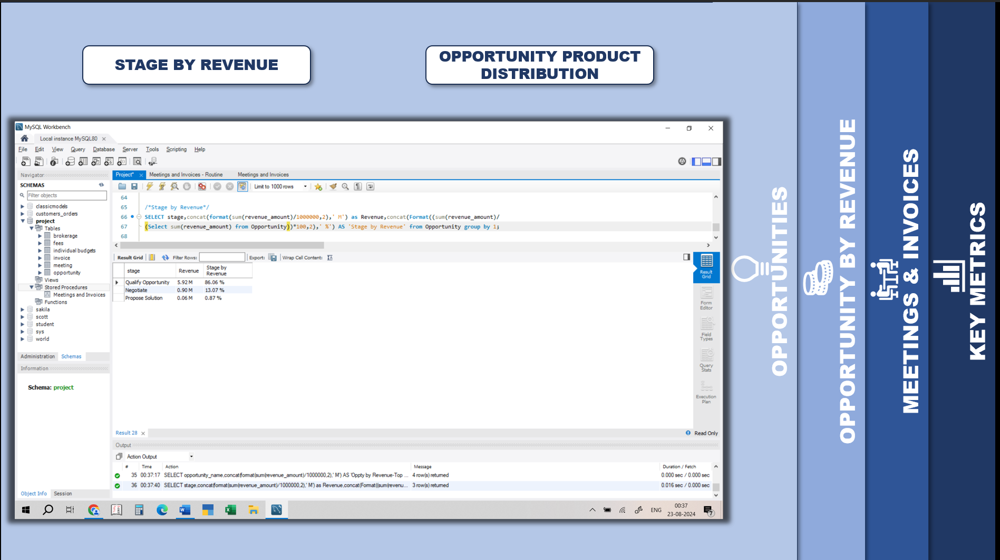 STAGE BY REVENUE
OPPORTUNITY PRODUCT
DISTRIBUTION
MySQL Workbench
Local instance MySQL80
File Edit View Query Database Server Tools Scripting Help
Navigator
SCHEMAS
Filter objects
classicmodels
customers_orders
project
Tables
brokerage
fees
individual budgets
invoice
meeting
opportunity
Views
Stored Procedures
Meetings and Invoices
Functions
sakila
scott
student
sys
world
Administration Schemas
Information
Schema: project
Object Info Session
Project* Meetings and Invoices - Routine Meetings and Invoices
Limit to 1000 rows
64
65 /*Stage by Revenue*/
66 SELECT stage,concat(format(sum(revenue_amount)/1000000,2),' M') as Revenue,concat(Format((sum(revenue_amount)/
67 (Select sum(revenue_amount) from Opportunity))*100,2),' %') AS 'Stage by Revenue' from Opportunity group by 1;
68
Result Grid Filter Rows: Export: Wrap Cell Content:
stage Revenue Stage by
Revenue
Qualify Opportunity 5.92 M 86.06 %
Negotiate 0.90 M 13.07 %
Propose Solution 0.06 M 0.87 %
Result
Grid
Form
Editor
Field
Types
Query
Stats
Execution
Plan
Result 28
Read Only
Output
Action Output
# Time Action Message Duration / Fetch
35 00:37:17 SELECT opportunity_name,concat(format(sum(revenue_amount)/1000000,2),' M') AS 'Oppty by Revenue-Top ... 4 row(s) returned 0.000 sec / 0.000 sec
36 00:37:40 SELECT stage,concat(format(sum(revenue_amount)/1000000,2),' M') as Revenue,concat(Format((sum(revenu... 3 row(s) returned 0.016 sec / 0.000 sec
ENG
00:37
23-08-2024
7
OPPORTUNITIES
OPPORTUNITY BY REVENUE
MEETINGS & INVOICES
KEY METRICS